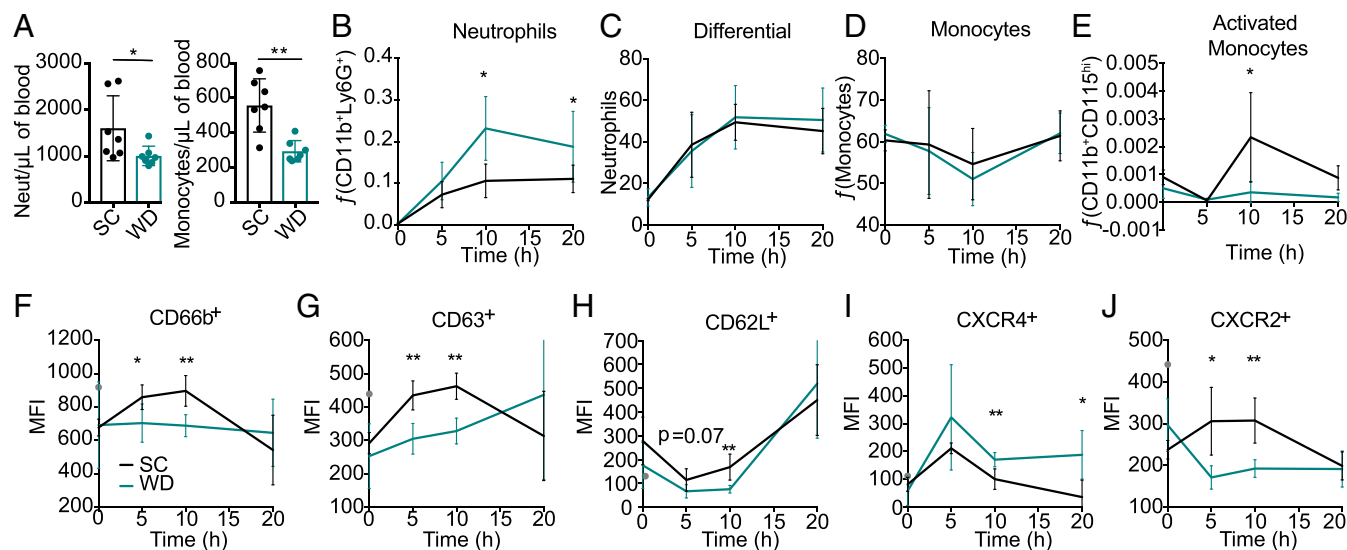 A
*
3000
2000
1000
0
Neut/µL of blood
SC
WD
**
800
600
400
200
0
Monocytes/µL of blood
SC
WD
B
Neutrophils
0.4
0.3
0.2
0.1
0.0
ƒ(CD11b+Ly6G+)
*
*
0 5 10 15 20
Time (h)
C
Differential
80
60
40
20
0
Neutrophils
0 5 10 15 20
Time (h)
D
Monocytes
80
70
60
50
40
ƒ(Monocytes)
0 5 10 15 20
Time (h)
E
Activated
Monocytes
0.005
0.004
0.003
0.002
0.001
0.000
-0.001
ƒ(CD11b+CD115hi)
*
0 5 10 15 20
Time (h)
F
CD66b+
1200
1000
800
600
400
200
MFI
* **
SC
WD
0 5 10 15 20
Time (h)
G
CD63+
600
500
400
300
200
100
MFI
** **
0 5 10 15 20
Time (h)
H
CD62L+
700
600
500
400
300
200
100
0
MFI
p=0.07
**
0 5 10 15 20
Time (h)
I
CXCR4+
600
500
400
300
200
100
0
MFI
**
*
0 5 10 15 20
Time (h)
J
CXCR2+
500
400
300
200
100
MFI
* **
0 5 10 15 20
Time (h)